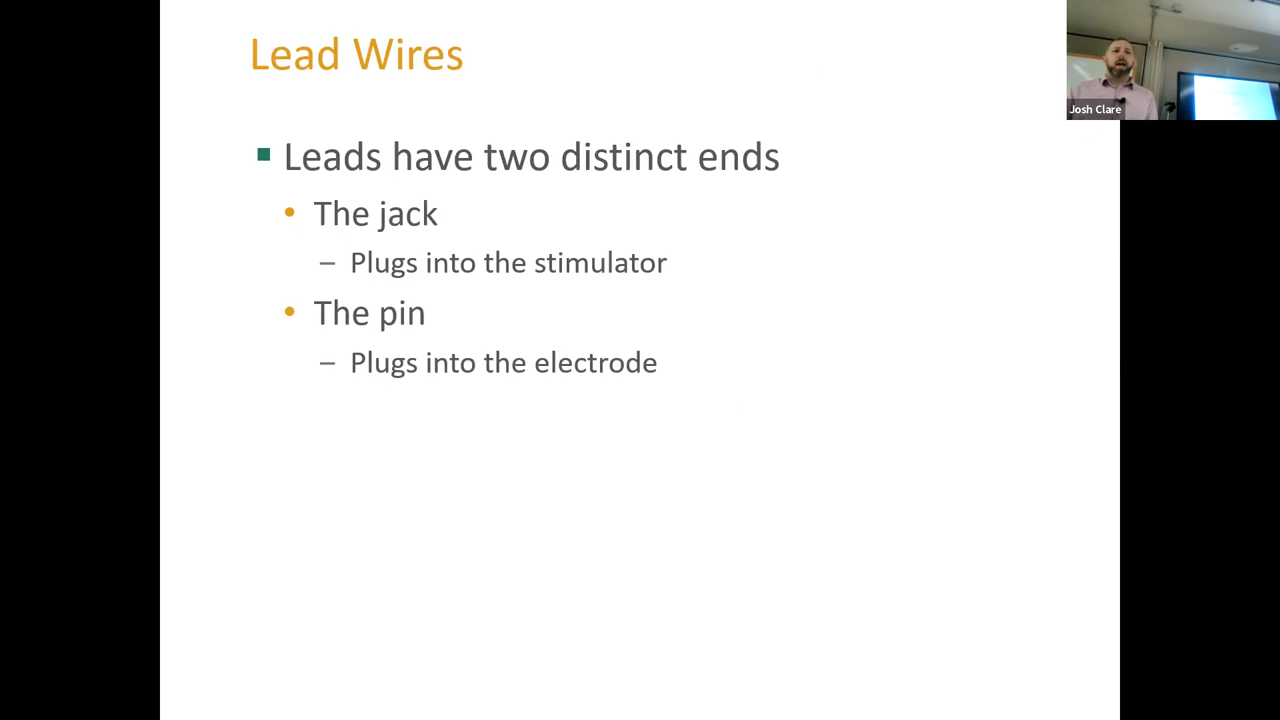 Lead Wires
Josh Clare
▪ Leads have two distinct ends
• The jack
– Plugs into the stimulator
• The pin
– Plugs into the electrode